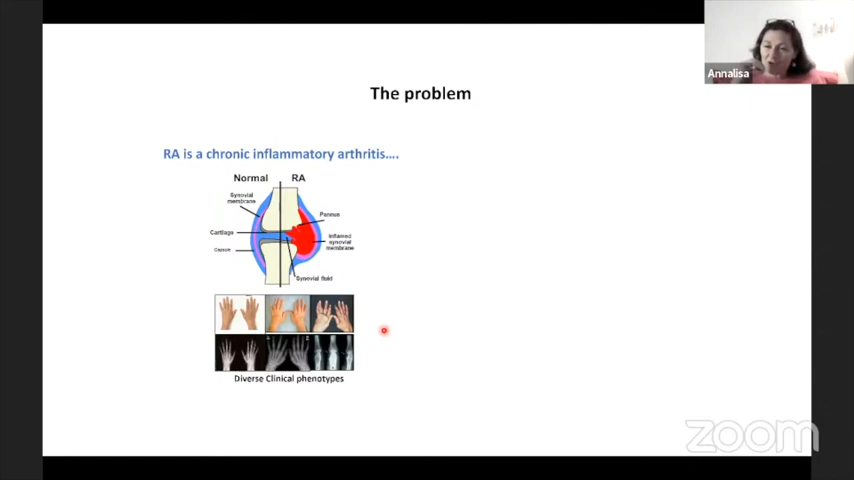 Annalisa
The problem
RA is a chronic inflammatory arthritis....
Normal RA
Synovial
membrane
Pannus
Cartilage
Inflamed
synovial
membrane
Capsule
Synovial fluid
Diverse Clinical phenotypes
zoom